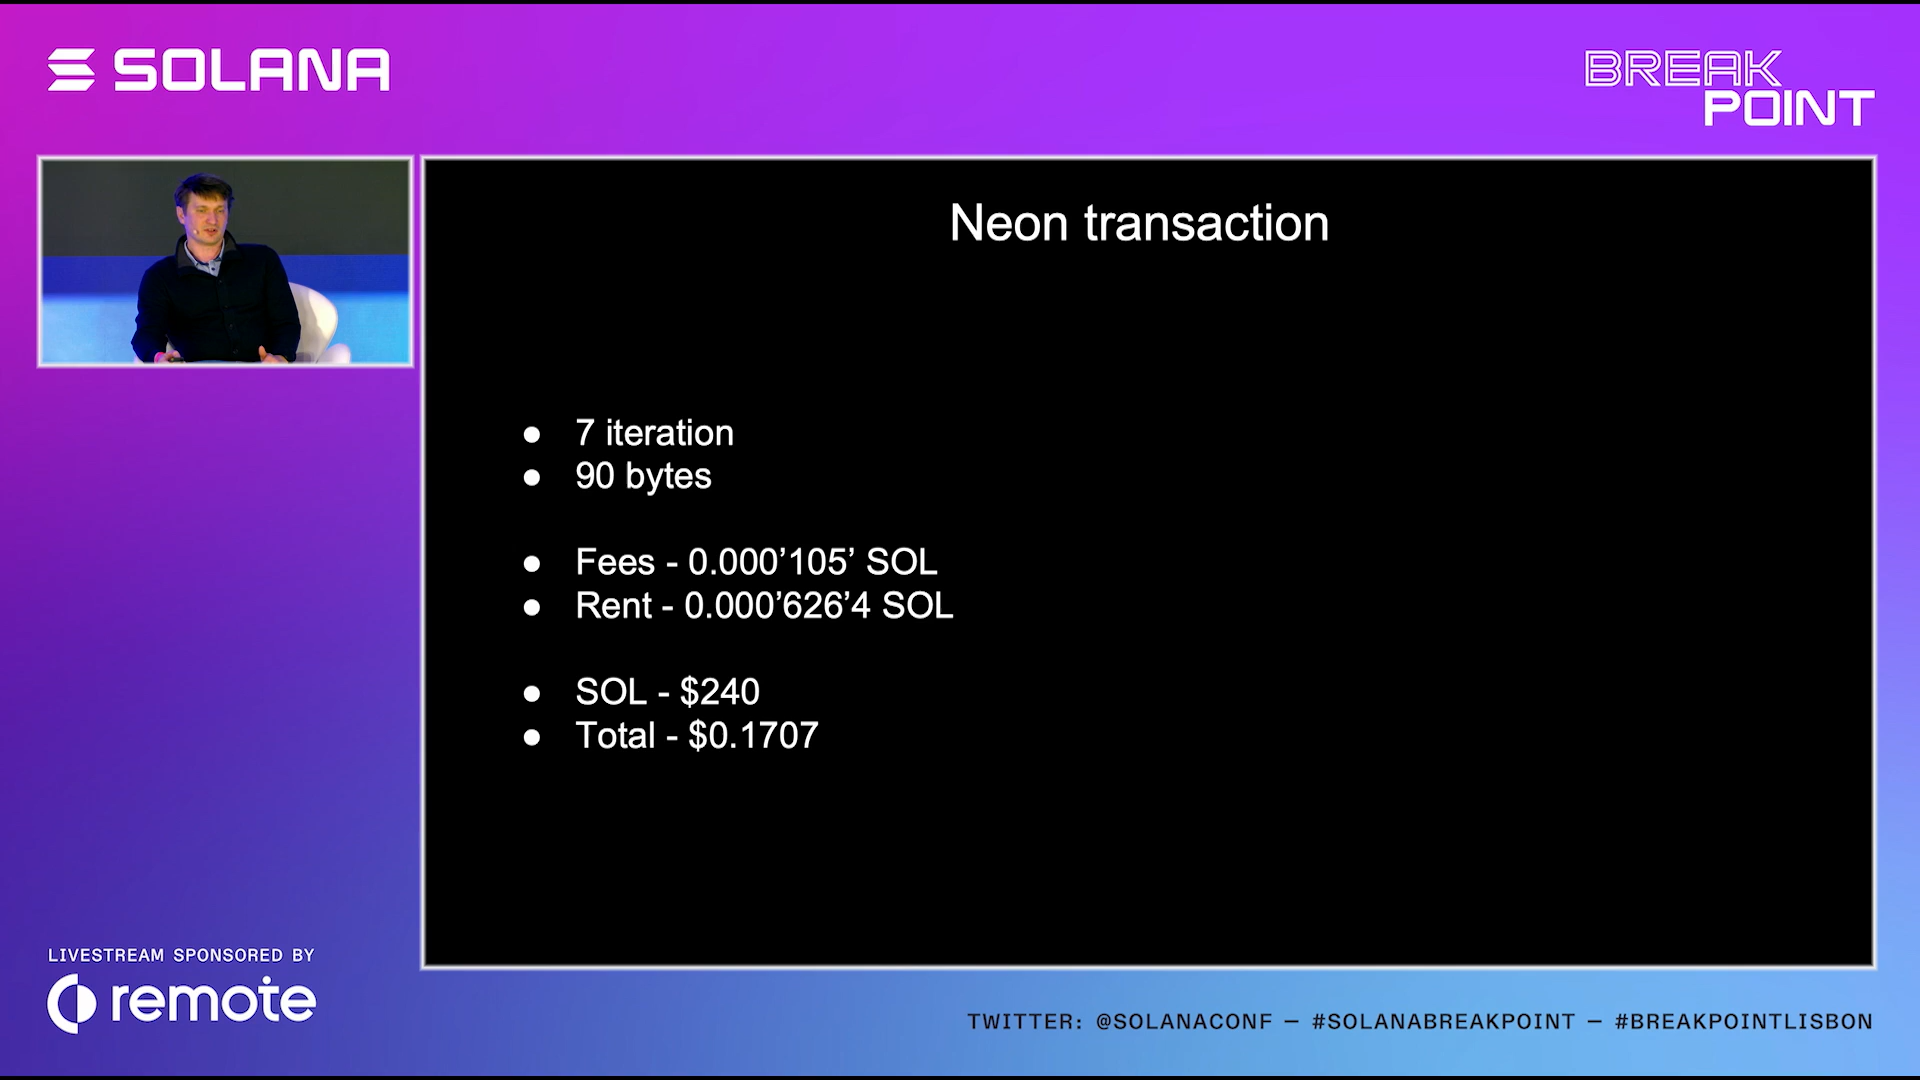 SOLANA
BREAK
POINT
Neon transaction
● 7 iteration
● 90 bytes
● Fees - 0.000’105’ SOL
● Rent - 0.000’626’4 SOL
● SOL - $240
● Total - $0.1707
LIVESTREAM SPONSORED BY
remote
TWITTER: @SOLANACONF — #SOLANABREAKPOINT — #BREAKPOINTLISBON